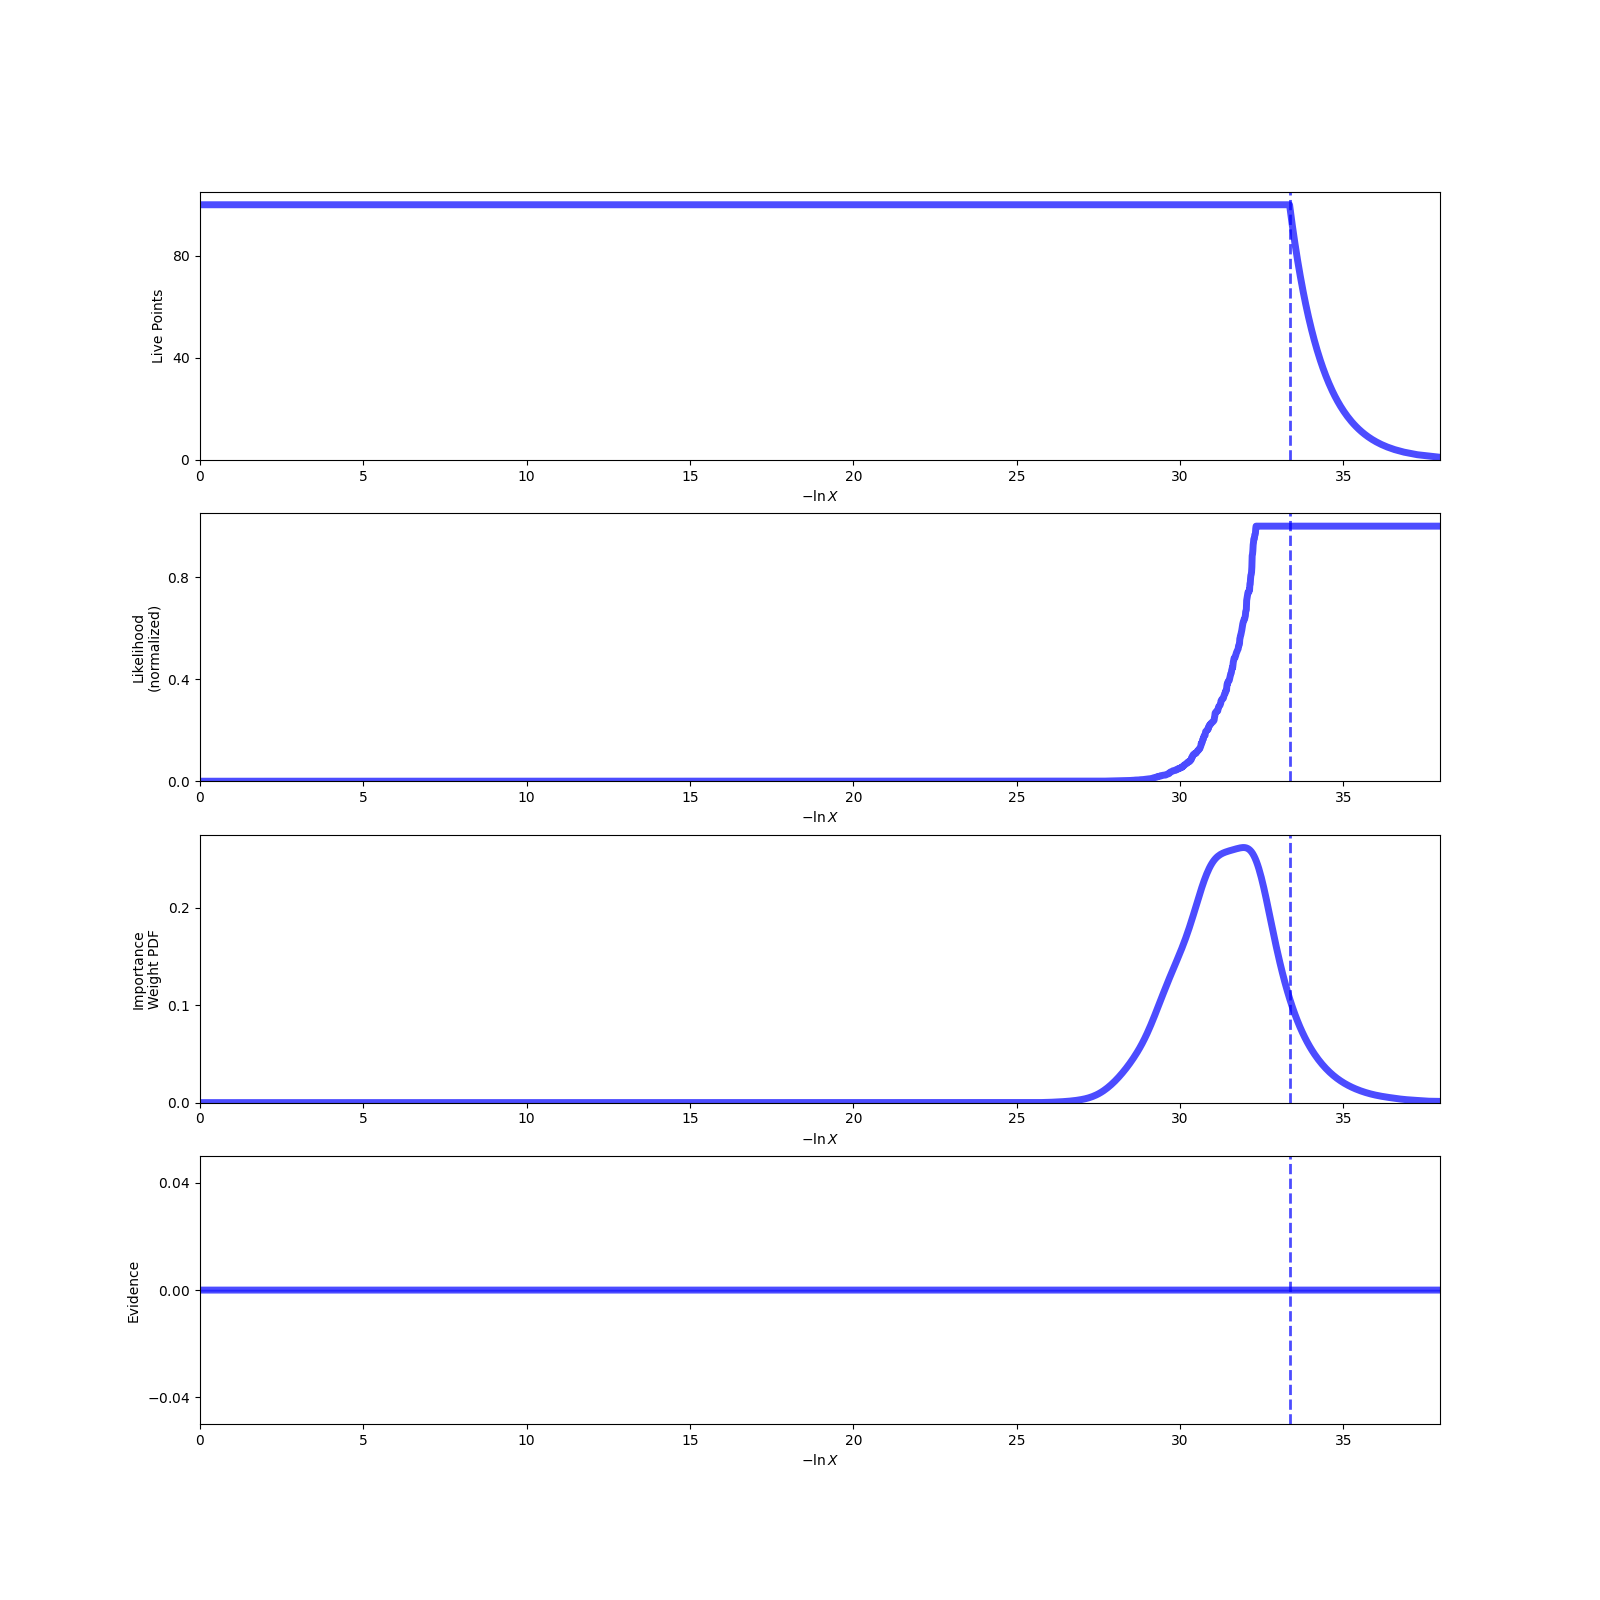 80
40
0
Live Points
0 5 10 15 20 25 30 35
−ln X
0.8
0.4
0.0
Likelihood
(normalized)
0 5 10 15 20 25 30 35
−ln X
0.2
0.1
0.0
Importance
Weight PDF
0 5 10 15 20 25 30 35
−ln X
0.04
0.00
−0.04
Evidence
0 5 10 15 20 25 30 35
−ln X